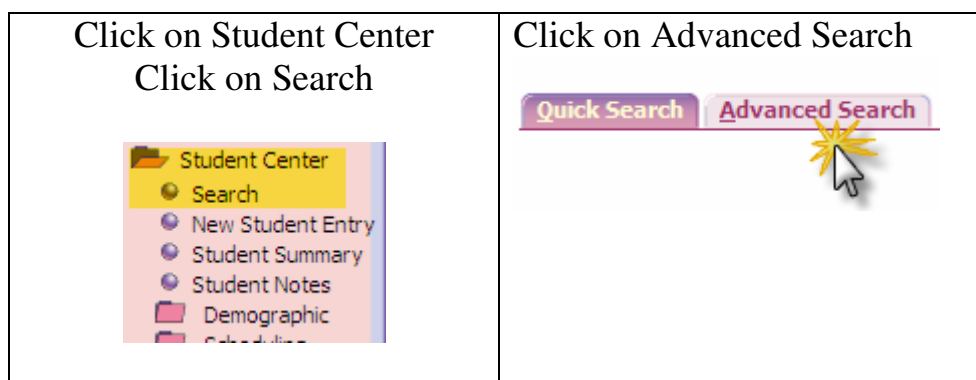 Click on Student Center
Click on Search
Student Center
Search
New Student Entry
Student Summary
Student Notes
Demographic
Click on Advanced Search
Quick Search
Advanced Search